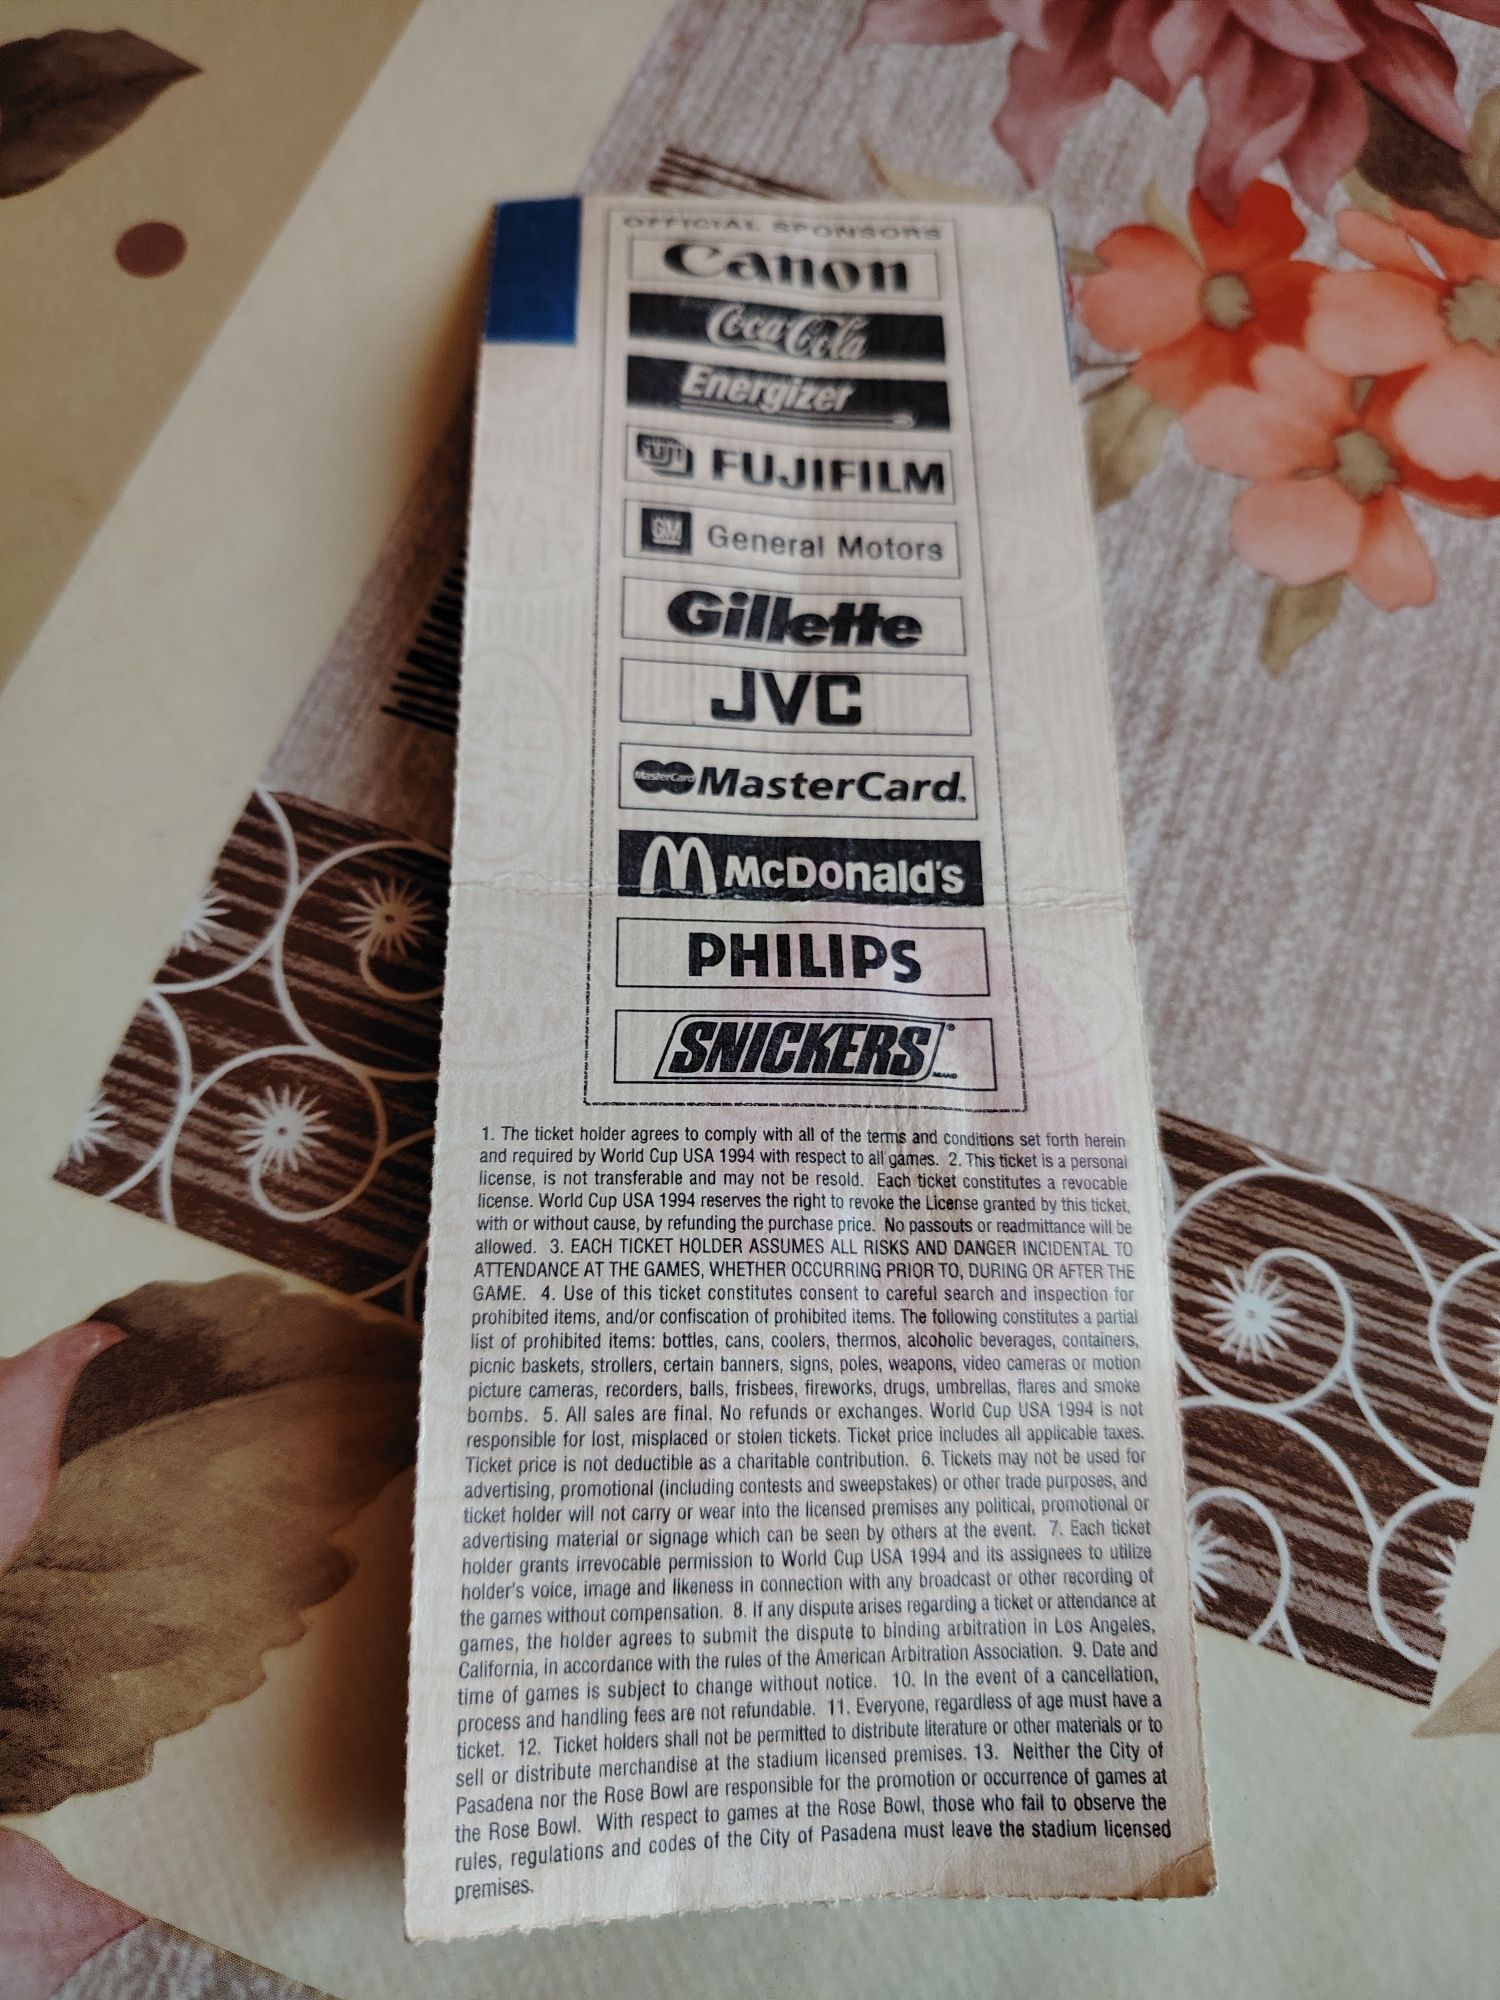 OFFICIAL SPONSORS
Canon
Coca-Cola
Energizer
FUJI FUJIFILM
GM General Motors
Gillette
JVC
MasterCard MasterCard.
McDonald's
PHILIPS
SNICKERS® BRAND
1. The ticket holder agrees to comply with all of the terms and conditions set forth herein
and required by World Cup USA 1994 with respect to all games. 2. This ticket is a personal
license, is not transferable and may not be resold. Each ticket constitutes a revocable
license. World Cup USA 1994 reserves the right to revoke the License granted by this ticket,
with or without cause, by refunding the purchase price. No passouts or readmittance will be
allowed. 3. EACH TICKET HOLDER ASSUMES ALL RISKS AND DANGER INCIDENTAL TO
ATTENDANCE AT THE GAMES, WHETHER OCCURRING PRIOR TO, DURING OR AFTER THE
GAME. 4. Use of this ticket constitutes consent to careful search and inspection for
prohibited items, and/or confiscation of prohibited items. The following constitutes a partial
list of prohibited items: bottles, cans, coolers, thermos, alcoholic beverages, containers,
picnic baskets, strollers, certain banners, signs, poles, weapons, video cameras or motion
picture cameras, recorders, balls, frisbees, fireworks, drugs, umbrellas, flares and smoke
bombs. 5. All sales are final. No refunds or exchanges. World Cup USA 1994 is not
responsible for lost, misplaced or stolen tickets. Ticket price includes all applicable taxes.
Ticket price is not deductible as a charitable contribution. 6. Tickets may not be used for
advertising, promotional (including contests and sweepstakes) or other trade purposes, and
ticket holder will not carry or wear into the licensed premises any political, promotional or
advertising material or signage which can be seen by others at the event. 7. Each ticket
holder grants irrevocable permission to World Cup USA 1994 and its assignees to utilize
holder's voice, image and likeness in connection with any broadcast or other recording of
the games without compensation. 8. If any dispute arises regarding a ticket or attendance at
games, the holder agrees to submit the dispute to binding arbitration in Los Angeles,
California, in accordance with the rules of the American Arbitration Association. 9. Date and
time of games is subject to change without notice. 10. In the event of a cancellation,
process and handling fees are not refundable. 11. Everyone, regardless of age must have a
ticket. 12. Ticket holders shall not be permitted to distribute literature or other materials or to
sell or distribute merchandise at the stadium licensed premises. 13. Neither the City of
Pasadena nor the Rose Bowl are responsible for the promotion or occurrence of games at
the Rose Bowl. With respect to games at the Rose Bowl, those who fail to observe the
rules, regulations and codes of the City of Pasadena must leave the stadium licensed
premises.